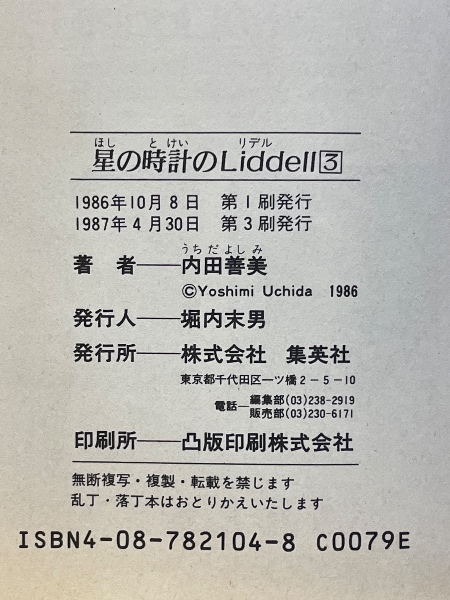 ほし とけい リデル
星の時計のLiddell3
1986年10月8日 第1刷発行
1987年4月30日 第3刷発行
うちだよしみ
著者──内田善美
©Yoshimi Uchida 1986
発行人──堀内末男
発行所──株式会社 集英社
東京都千代田区一ツ橋2-5-10
電話─編集部(03)238-2919
販売部(03)230-6171
印刷所──凸版印刷株式会社
無断複写・複製・転載を禁じます
乱丁・落丁本はおとりかえいたします
ISBN4-08-782104-8 C0079E